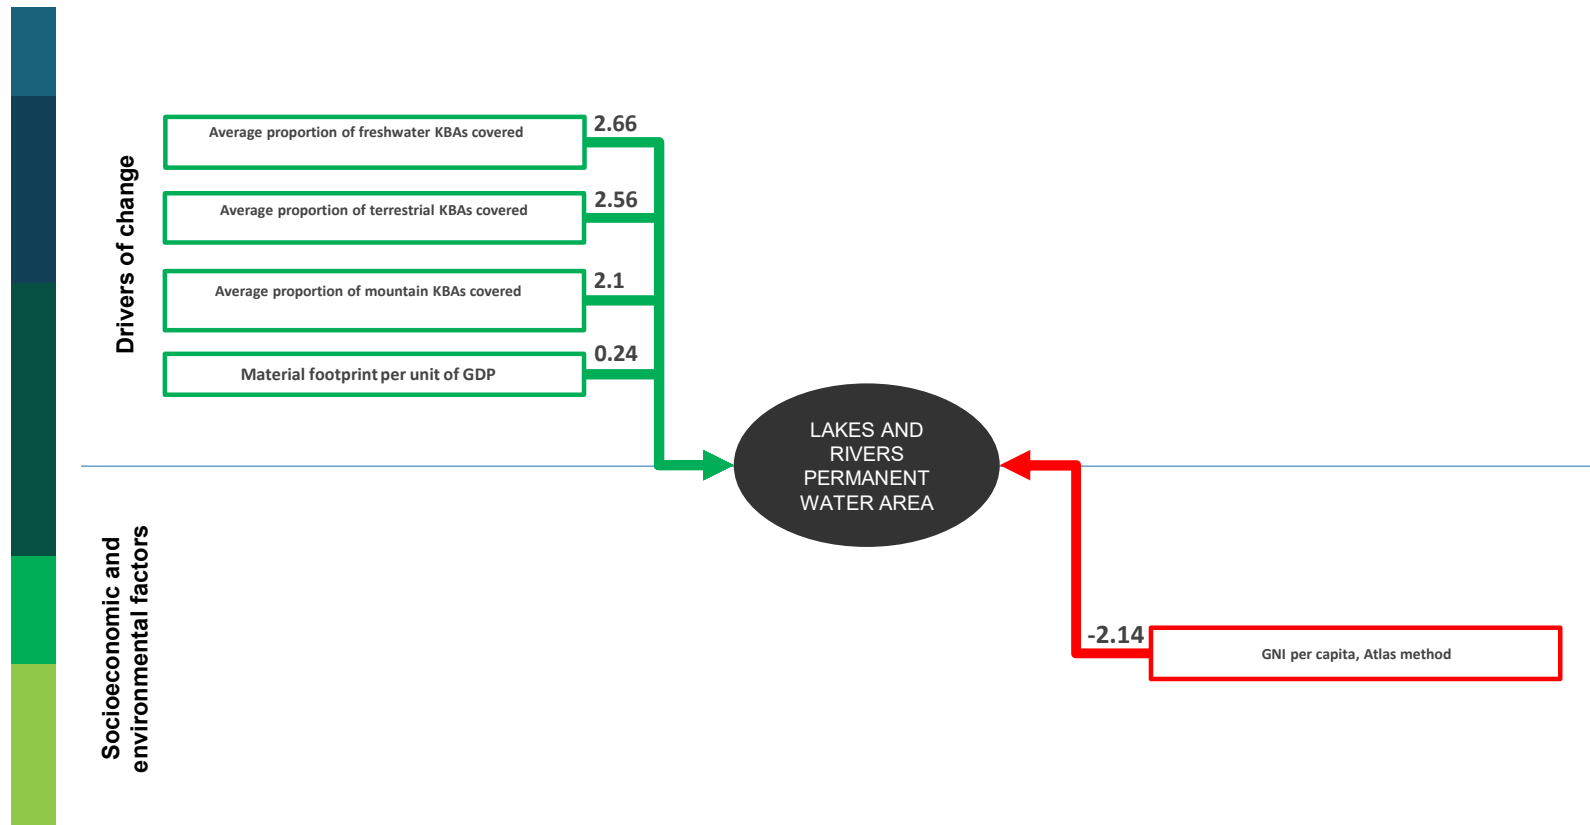 Drivers of change
Average proportion of freshwater KBAs covered
2.66
Average proportion of terrestrial KBAs covered
2.56
Average proportion of mountain KBAs covered
2.1
Material footprint per unit of GDP
0.24
LAKES AND
RIVERS
PERMANENT
WATER AREA
Socioeconomic and
environmental factors
-2.14
GNI per capita, Atlas method